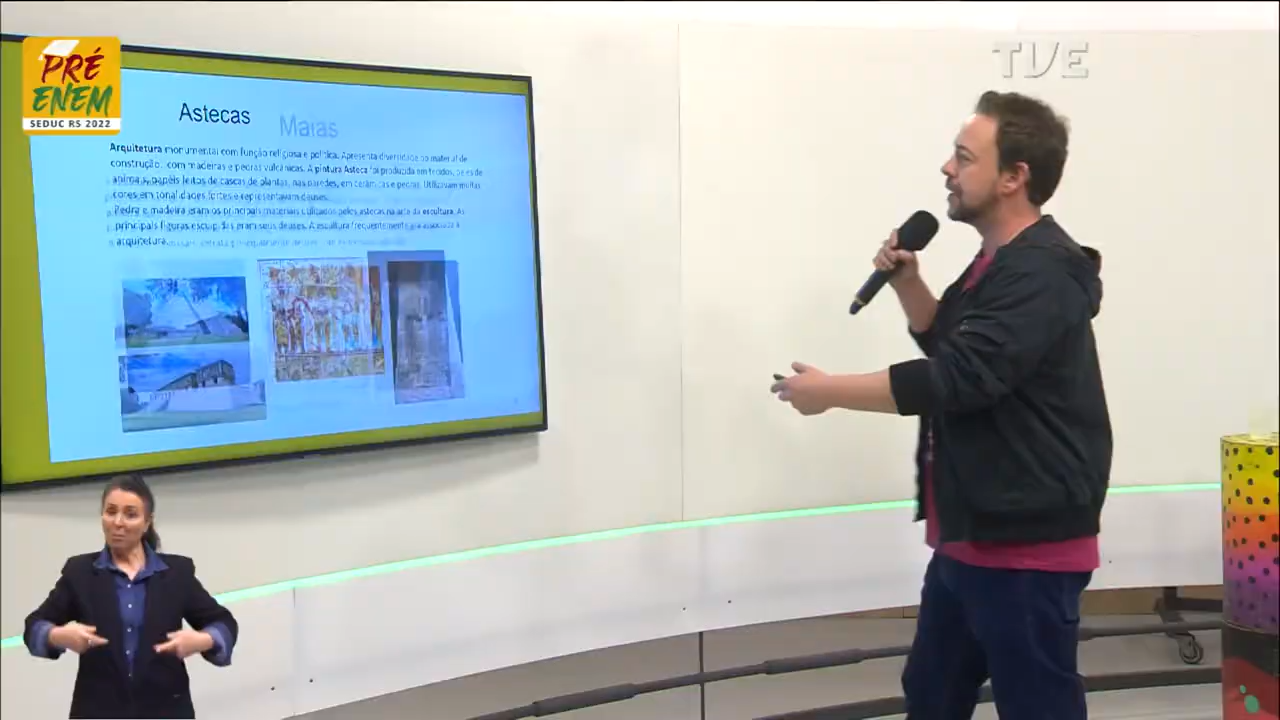 PRÉ
ENEM
SEDUC RS 2022
TVE
Astecas
Maias
Arquitetura monumental com função religiosa e política. Apresenta diversidade no material de
construção: com madeiras e pedras vulcânicas. A pintura Asteca foi produzida em tecidos, peles de
animais, papéis feitos de cascas de plantas, nas paredes, em cerâmicas e pedras. Utilizavam muitas
cores em tonalidades fortes e representavam deuses.
Pedra e madeira eram os principais materiais utilizados pelos astecas na arte da escultura. As
principais figuras esculpidas eram seus deuses. A escultura frequentemente era associada à
arquitetura.